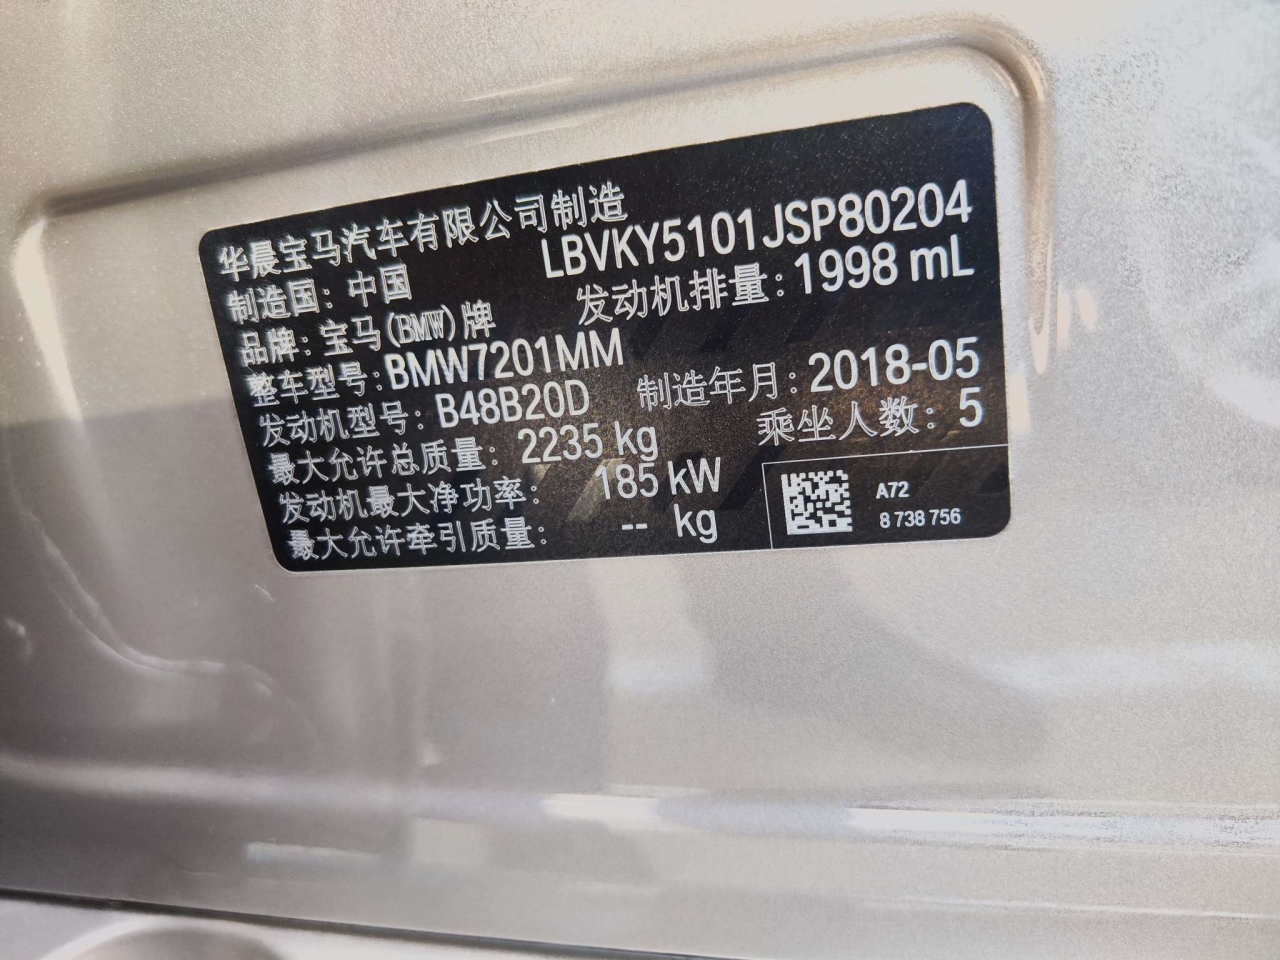 华晨宝马汽车有限公司制造
制造国：中国 LBVKY5101JSP80204
品牌：宝马(BMW)牌 发动机排量：1998 mL
整车型号：BMW7201MM
发动机型号：B48B20D 制造年月：2018-05
最大允许总质量：2235 kg 乘坐人数：5
发动机最大净功率：185 kW
最大允许牵引质量：-- kg
A72
8 738 756